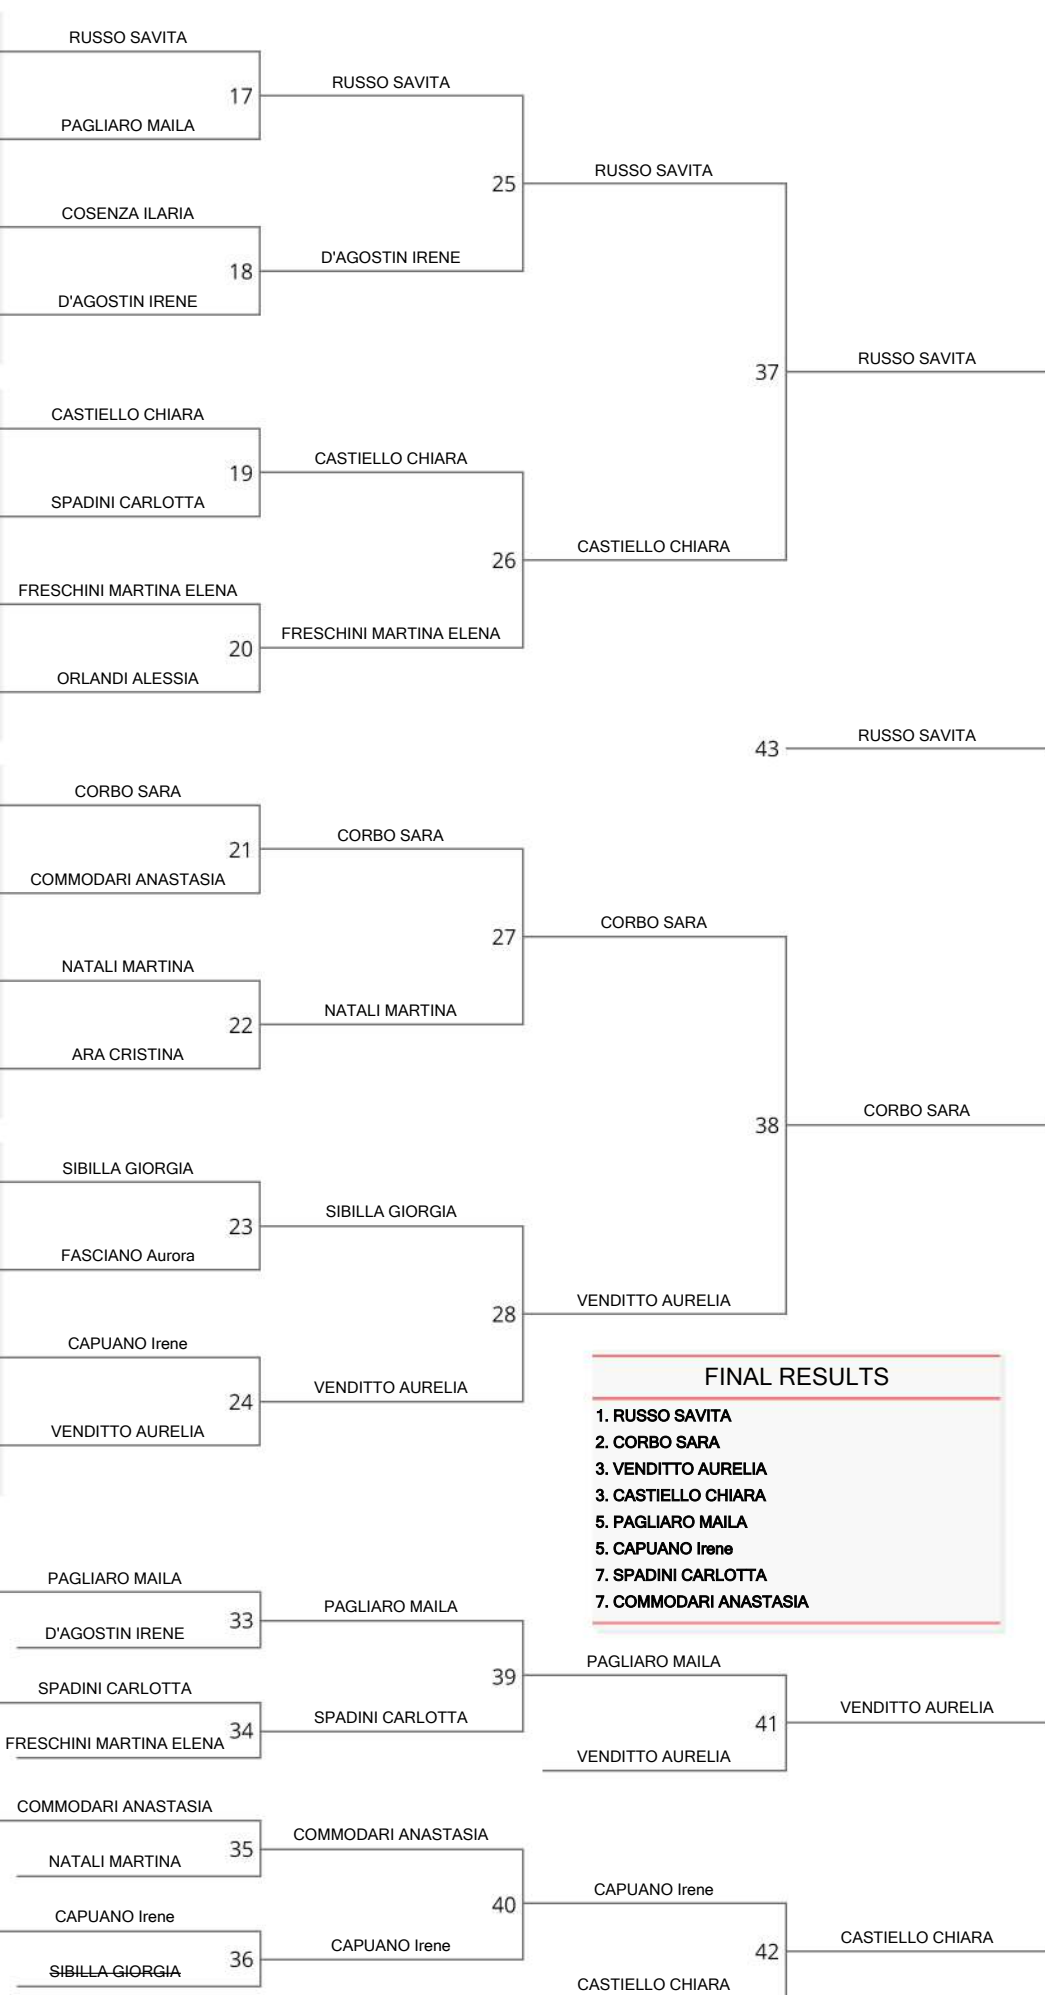 RUSSO SAVITA
17
RUSSO SAVITA
PAGLIARO MAILA
25
RUSSO SAVITA
COSENZA ILARIA
18
D'AGOSTIN IRENE
D'AGOSTIN IRENE
37
RUSSO SAVITA
CASTIELLO CHIARA
19
CASTIELLO CHIARA
SPADINI CARLOTTA
26
CASTIELLO CHIARA
FRESCHINI MARTINA ELENA
20
FRESCHINI MARTINA ELENA
ORLANDI ALESSIA
43
RUSSO SAVITA
CORBO SARA
21
CORBO SARA
COMMODARI ANASTASIA
27
CORBO SARA
NATALI MARTINA
22
NATALI MARTINA
ARA CRISTINA
38
CORBO SARA
SIBILLA GIORGIA
23
SIBILLA GIORGIA
FASCIANO Aurora
28
VENDITTO AURELIA
CAPUANO Irene
24
VENDITTO AURELIA
VENDITTO AURELIA
FINAL RESULTS
1. RUSSO SAVITA
2. CORBO SARA
3. VENDITTO AURELIA
3. CASTIELLO CHIARA
5. PAGLIARO MAILA
5. CAPUANO Irene
7. SPADINI CARLOTTA
7. COMMODARI ANASTASIA
PAGLIARO MAILA
33
PAGLIARO MAILA
D'AGOSTIN IRENE
39
PAGLIARO MAILA
SPADINI CARLOTTA
34
SPADINI CARLOTTA
FRESCHINI MARTINA ELENA
41
VENDITTO AURELIA
VENDITTO AURELIA
COMMODARI ANASTASIA
35
COMMODARI ANASTASIA
NATALI MARTINA
40
CAPUANO Irene
CAPUANO Irene
36
CAPUANO Irene
SIBILLA GIORGIA
42
CASTIELLO CHIARA
CASTIELLO CHIARA